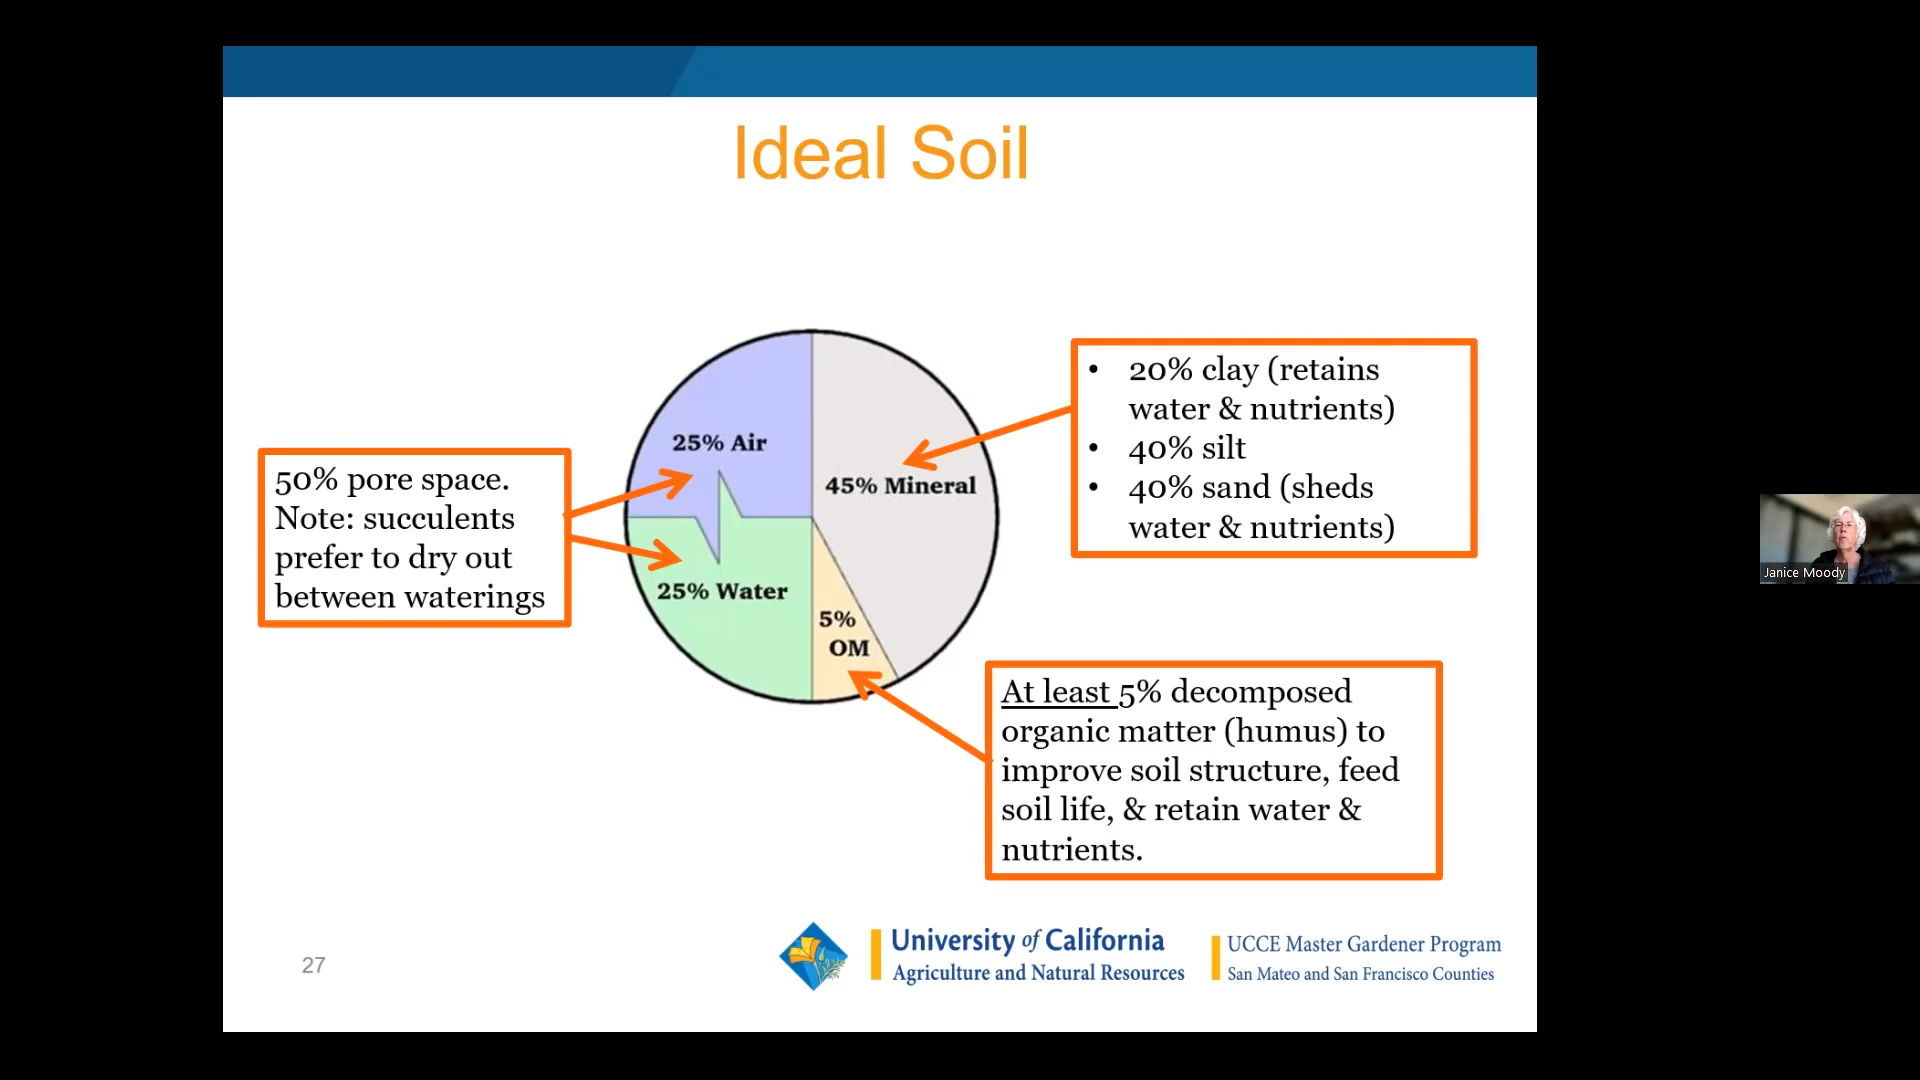 Ideal Soil
25% Air
45% Mineral
25% Water
5%
OM
50% pore space.
Note: succulents
prefer to dry out
between waterings
• 20% clay (retains
water & nutrients)
• 40% silt
• 40% sand (sheds
water & nutrients)
At least 5% decomposed
organic matter (humus) to
improve soil structure, feed
soil life, & retain water &
nutrients.
27
University of California
Agriculture and Natural Resources
UCCE Master Gardener Program
San Mateo and San Francisco Counties
Janice Moody